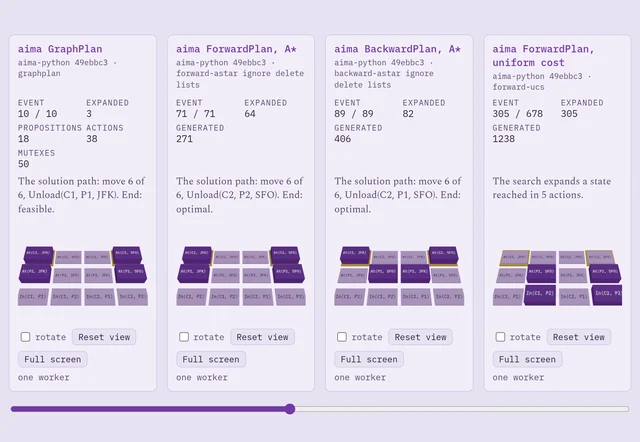 aima GraphPlan
aima-python 49ebbc3 ·
graphplan
EVENT EXPANDED
10 / 10 3
PROPOSITIONS ACTIONS
18 38
MUTEXES
50
The solution path: move 6 of
6, Unload(C1, P1, JFK). End:
feasible.
rotate Reset view
Full screen
one worker
aima ForwardPlan, A*
aima-python 49ebbc3 ·
forward-astar ignore delete
lists
EVENT EXPANDED
71 / 71 64
GENERATED
271
The solution path: move 6 of
6, Unload(C2, P2, SFO). End:
optimal.
rotate Reset view
Full screen
one worker
aima BackwardPlan, A*
aima-python 49ebbc3 ·
backward-astar ignore
delete lists
EVENT EXPANDED
89 / 89 82
GENERATED
406
The solution path: move 6 of
6, Unload(C2, P1, SFO). End:
optimal.
rotate Reset view
Full screen
one worker
aima ForwardPlan,
uniform cost
aima-python 49ebbc3 ·
forward-ucs
EVENT EXPANDED
305 / 678 305
GENERATED
1238
The search expands a state
reached in 5 actions.
rotate Reset view
Full screen
one worker